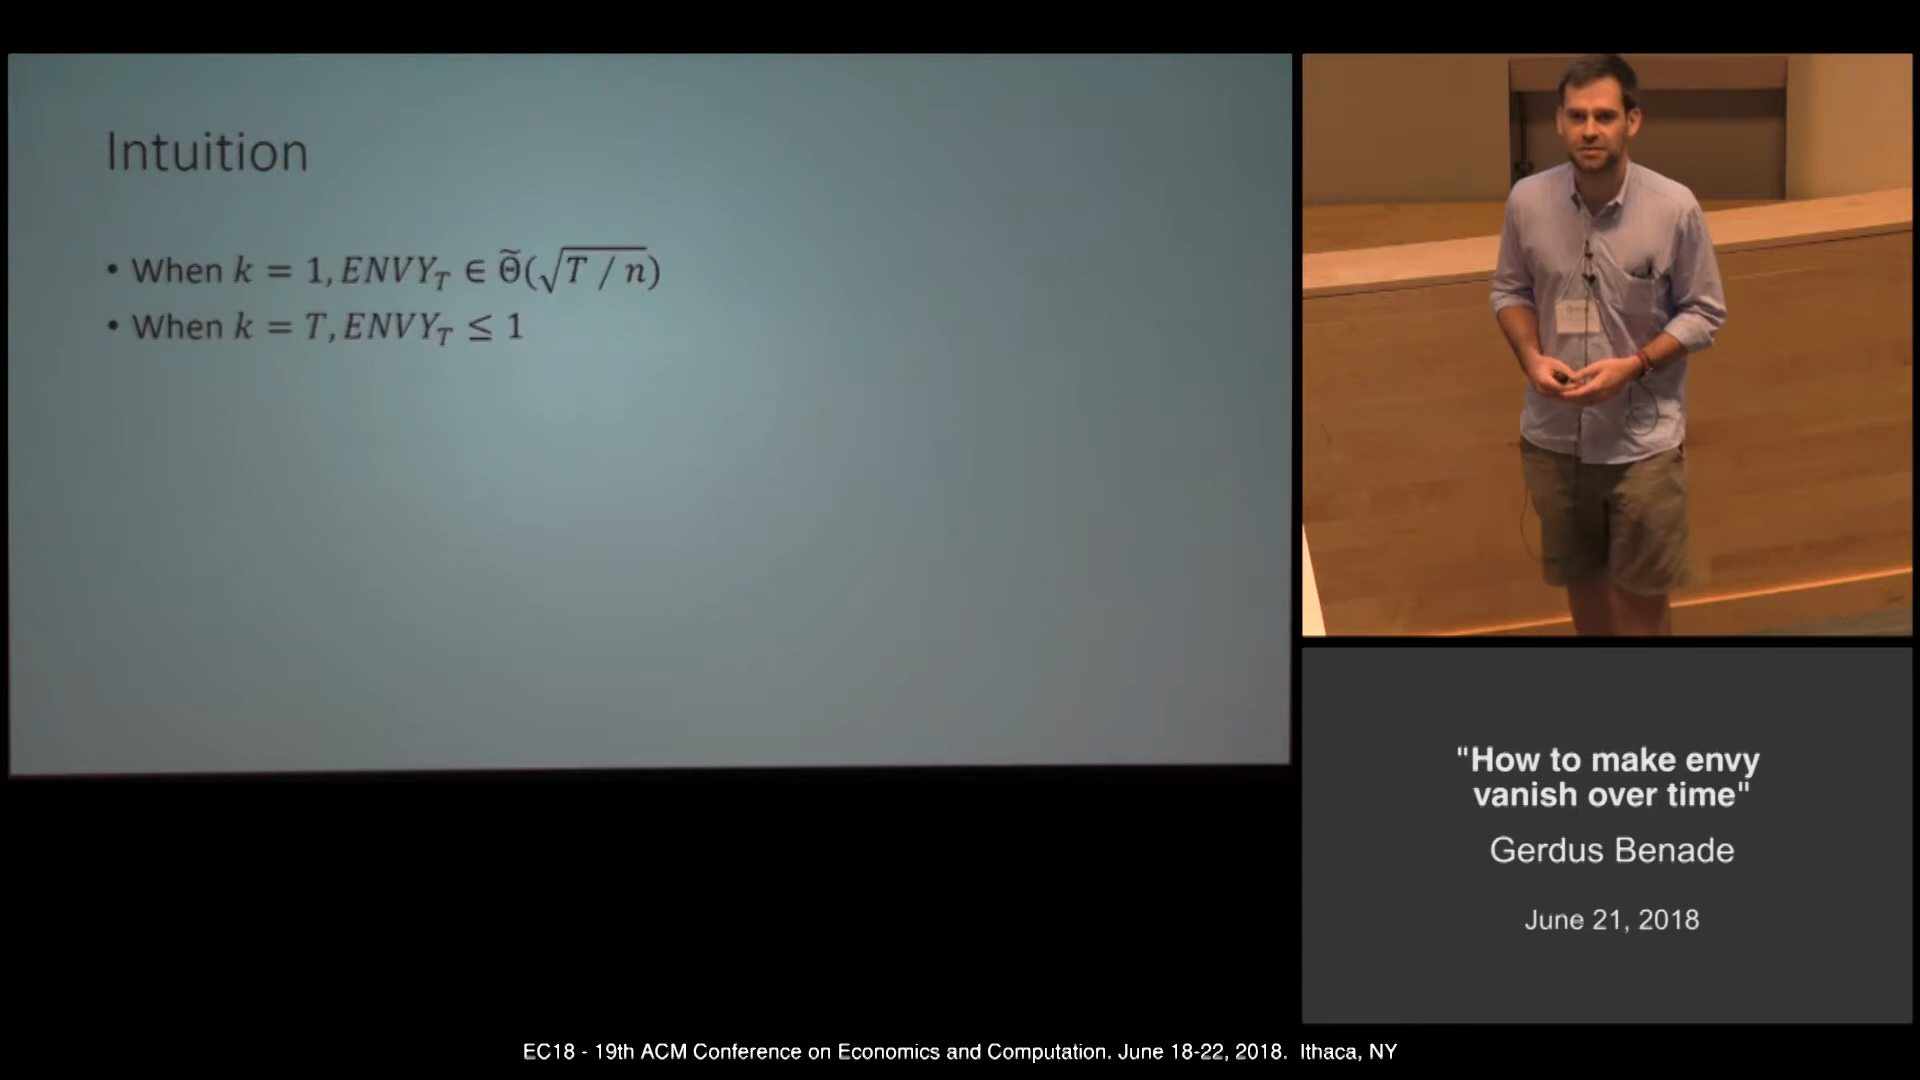 Intuition
• When k = 1, ENVY_T ∈ Θ̃(√T / n)
• When k = T, ENVY_T ≤ 1
"How to make envy
vanish over time"
Gerdus Benade
June 21, 2018
EC18 - 19th ACM Conference on Economics and Computation. June 18-22, 2018. Ithaca, NY